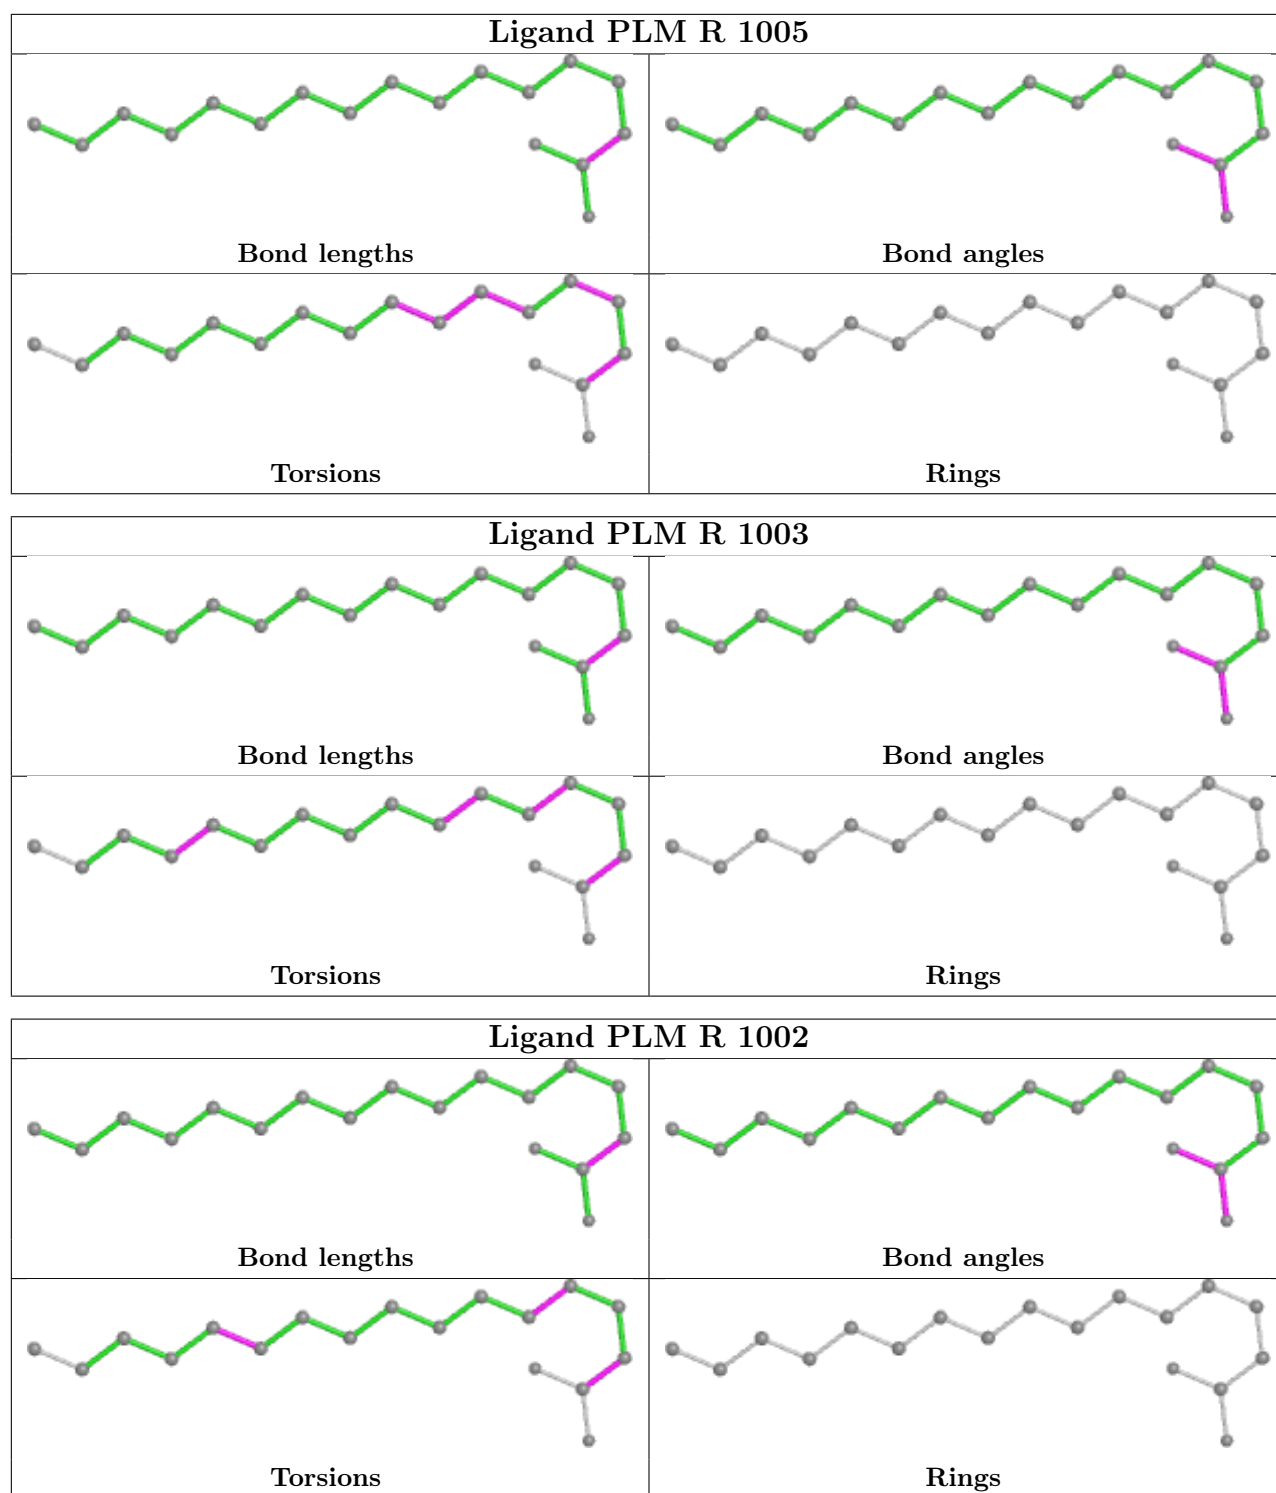 Ligand PLM R 1005
Bond lengths
Bond angles
Torsions
Rings
Ligand PLM R 1003
Bond lengths
Bond angles
Torsions
Rings
Ligand PLM R 1002
Bond lengths
Bond angles
Torsions
Rings